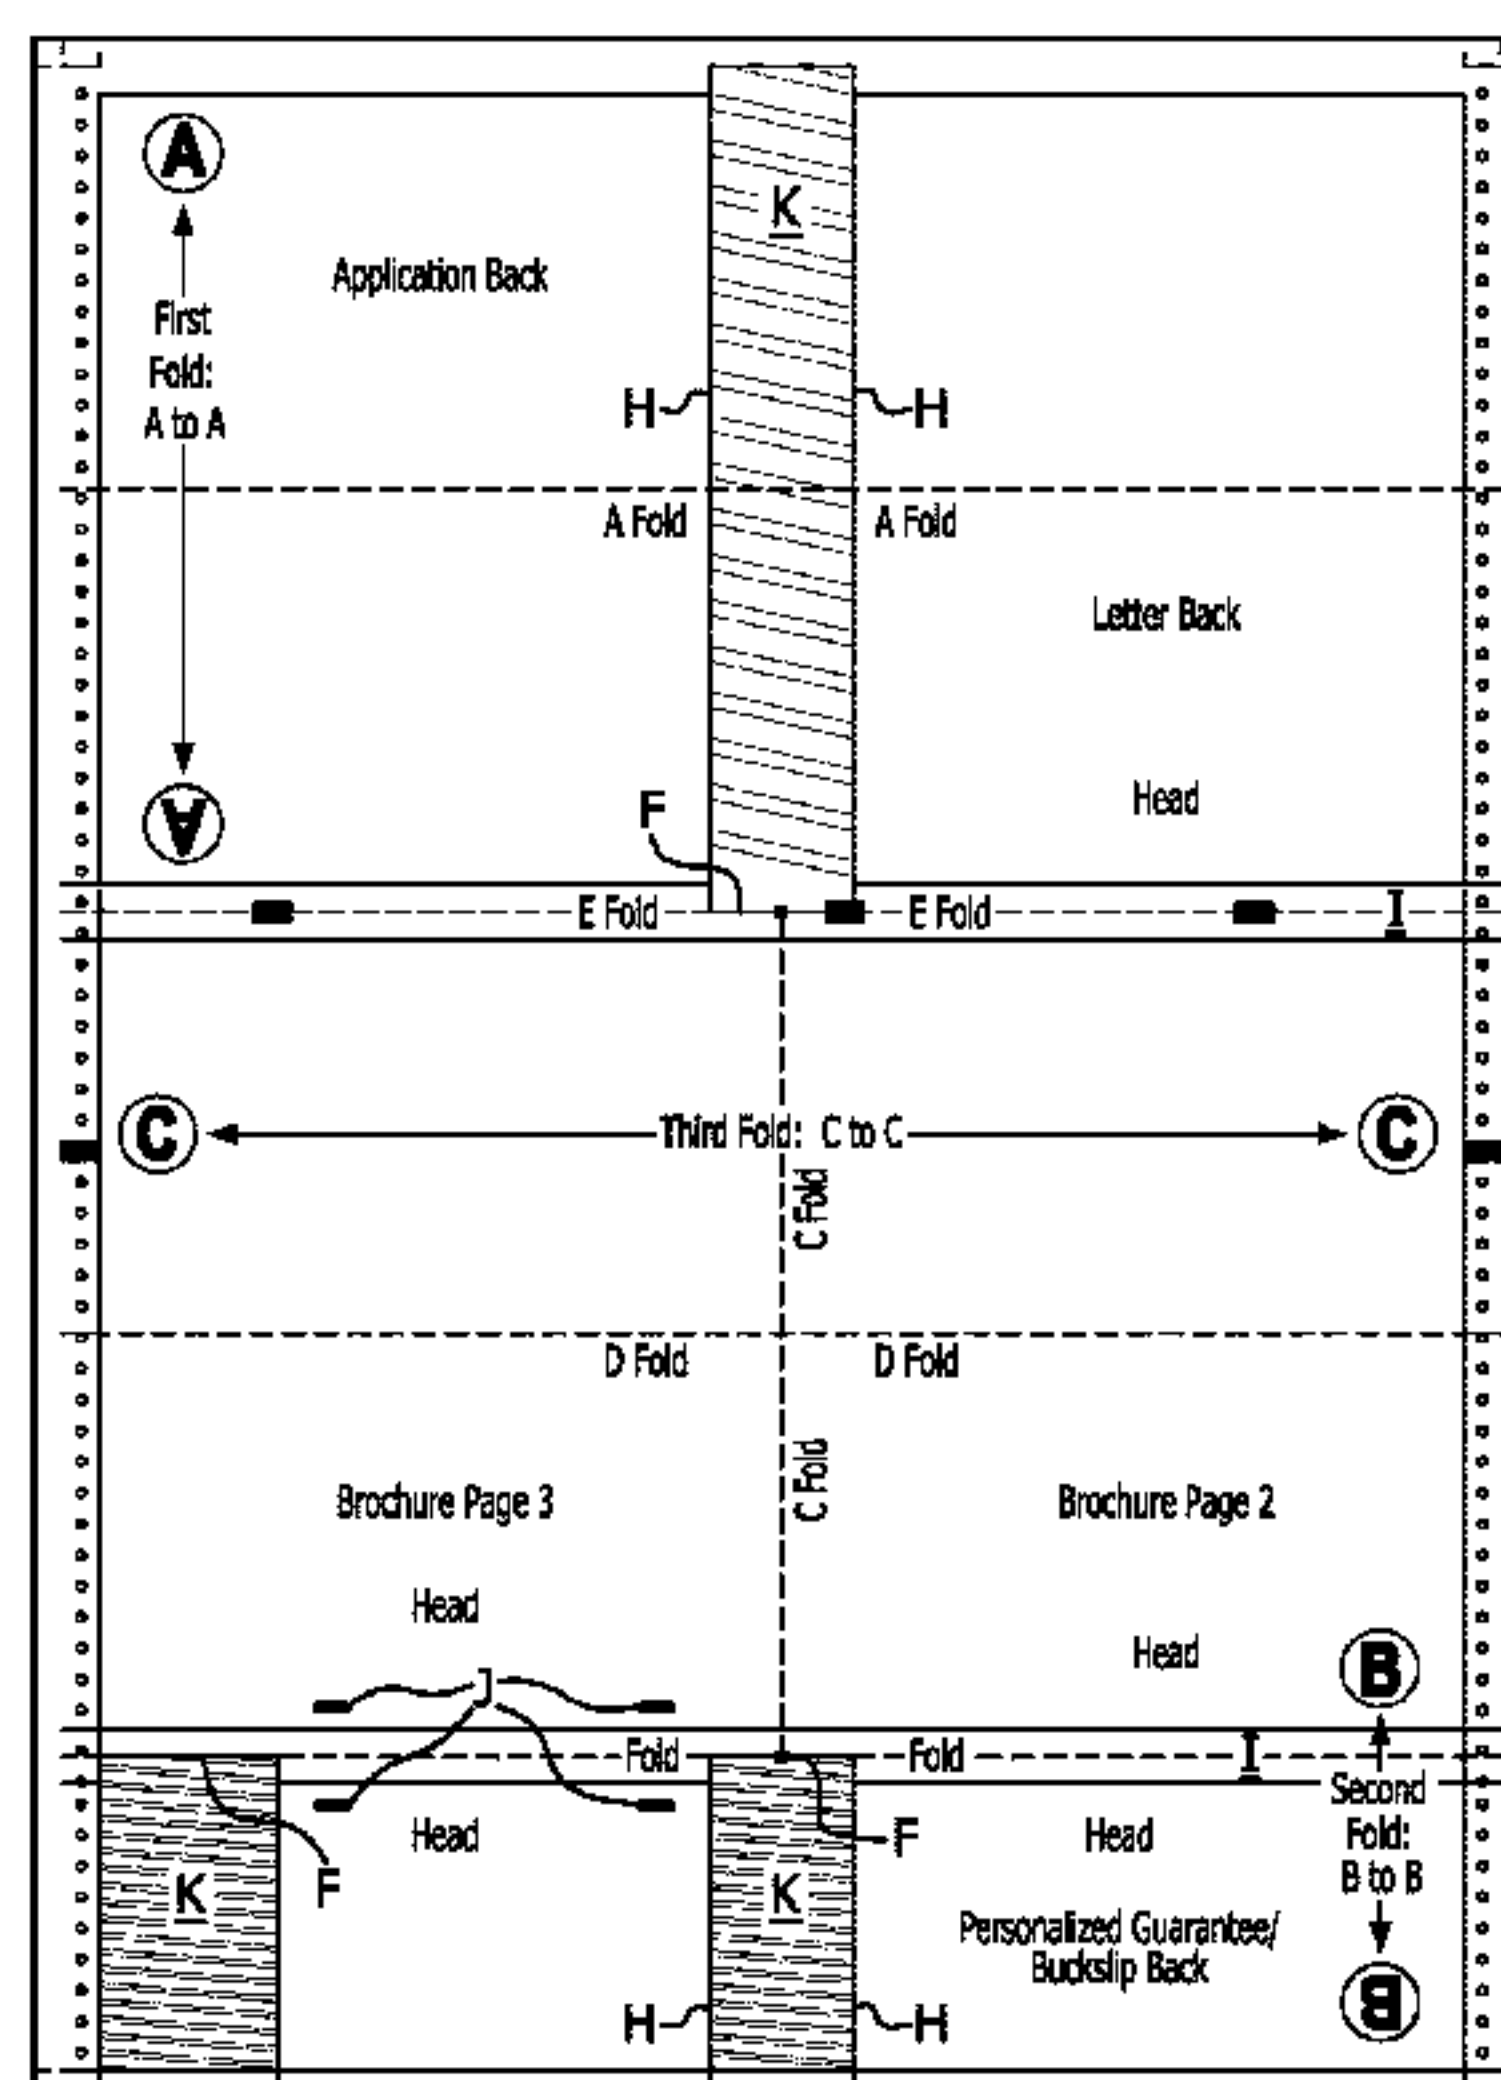 A
K
Application Back
First
Fold:
A to A
H H
A Fold A Fold
Letter Back
F
Head
A
E Fold E Fold I
C Third Fold: C to C C
C Fold
D Fold D Fold
C Fold
Brochure Page 3 Brochure Page 2
Head
Head B
J
Fold Fold I
Second
Head Head Fold:
F F
K K B to B
Personalized Guarantee/
Buckslip Back
H H B